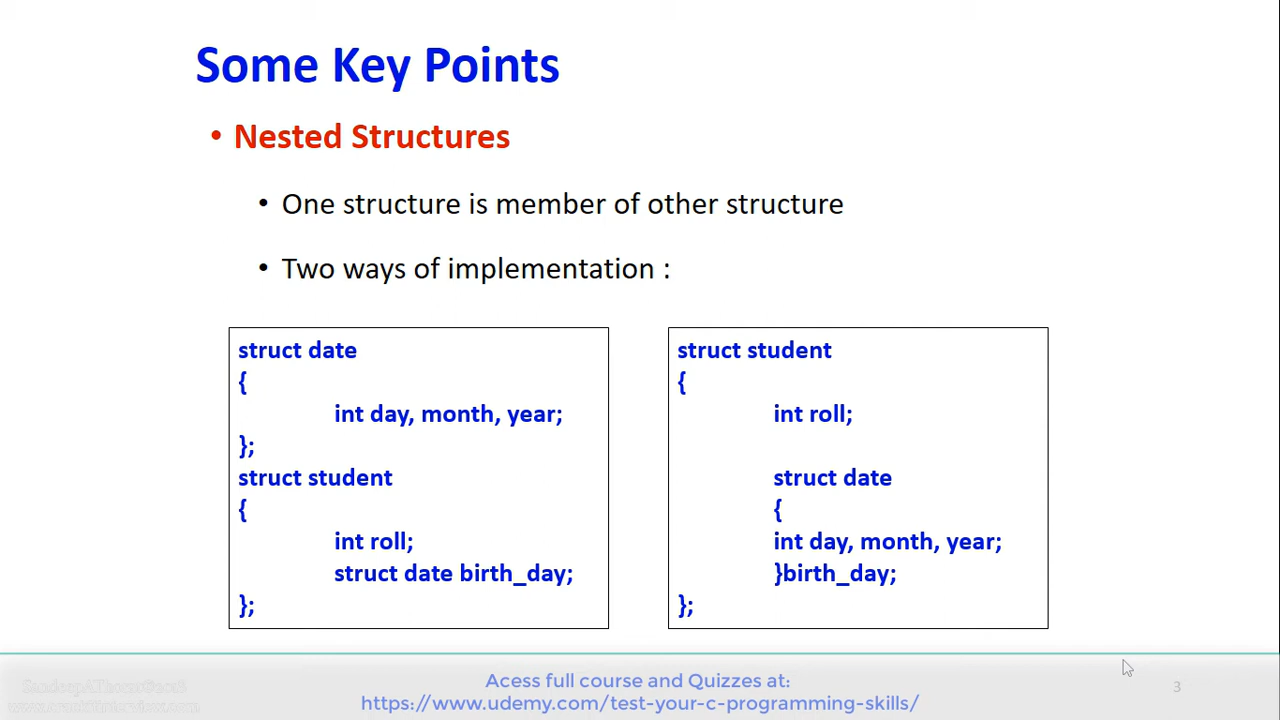 Some Key Points
• Nested Structures
• One structure is member of other structure
• Two ways of implementation :
struct date
{
int day, month, year;
};
struct student
{
int roll;
struct date birth_day;
};
struct student
{
int roll;
struct date
{
int day, month, year;
}birth_day;
};
Acess full course and Quizzes at:
https://www.udemy.com/test-your-c-programming-skills/
3